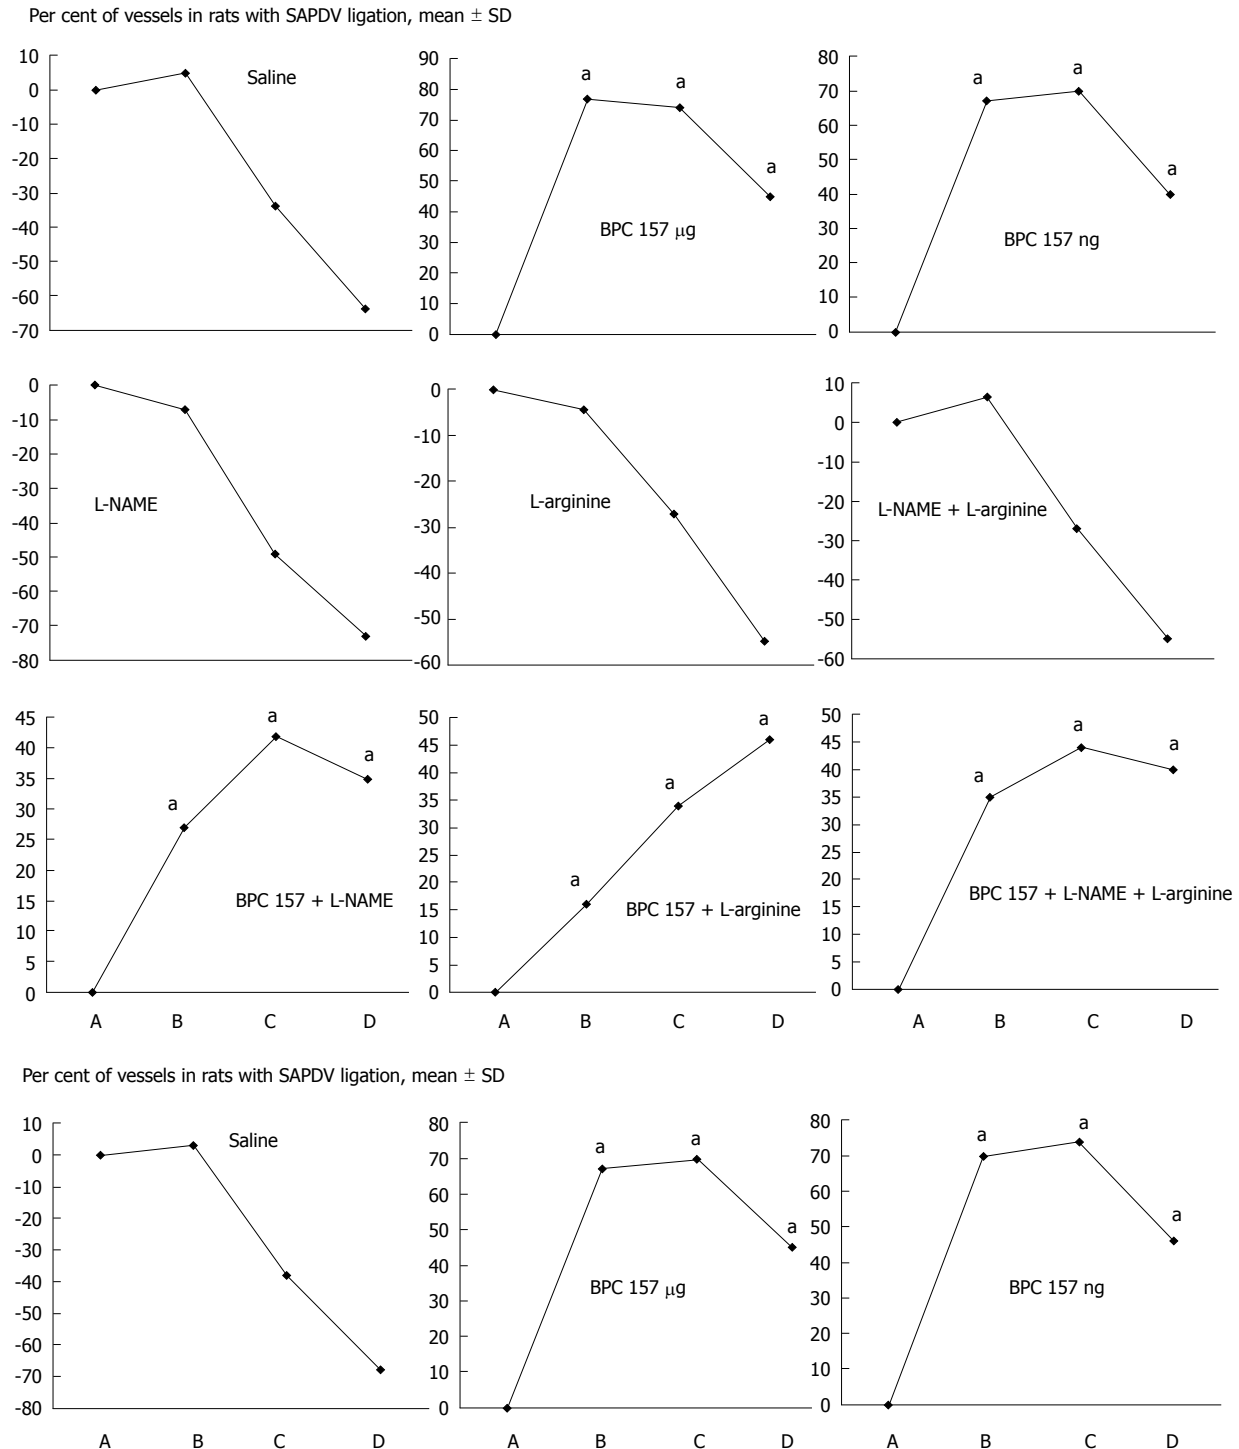 Per cent of vessels in rats with SAPDV ligation, mean ± SD
10
0
-10
-20
-30
-40
-50
-60
-70
Saline
90
80
70
60
50
40
30
20
10
0
a
a
a
BPC 157 μg
80
70
60
50
40
30
20
10
0
a
a
a
BPC 157 ng
0
-10
-20
-30
-40
-50
-60
-70
-80
L-NAME
0
-10
-20
-30
-40
-50
-60
L-arginine
10
0
-10
-20
-30
-40
-50
-60
L-NAME + L-arginine
45
40
35
30
25
20
15
10
5
0
a
a
a
BPC 157 + L-NAME
A B C D
50
45
40
35
30
25
20
15
10
5
0
a
a
a
BPC 157 + L-arginine
A B C D
50
45
40
35
30
25
20
15
10
5
0
a
a
a
BPC 157 + L-NAME + L-arginine
A B C D
Per cent of vessels in rats with SAPDV ligation, mean ± SD
10
0
-10
-20
-30
-40
-50
-60
-70
-80
Saline
A B C D
80
70
60
50
40
30
20
10
0
a
a
a
BPC 157 μg
A B C D
80
70
60
50
40
30
20
10
0
a
a
a
BPC 157 ng
A B C D